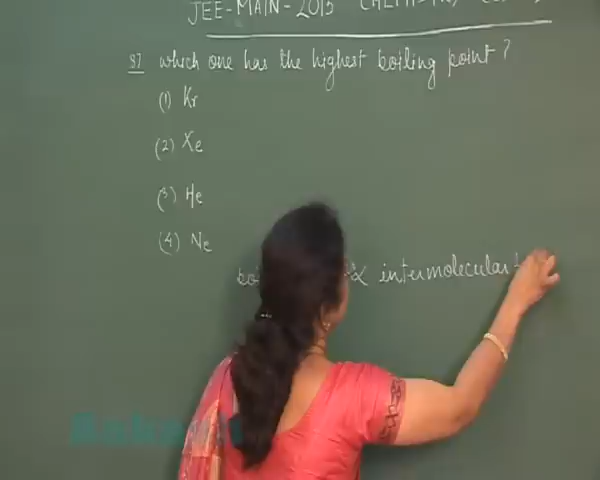 JEE-MAIN-2015
87 which one has the highest boiling point?
(1) Kr
(2) Xe
(3) He
(4) Ne
∝ intermolecular